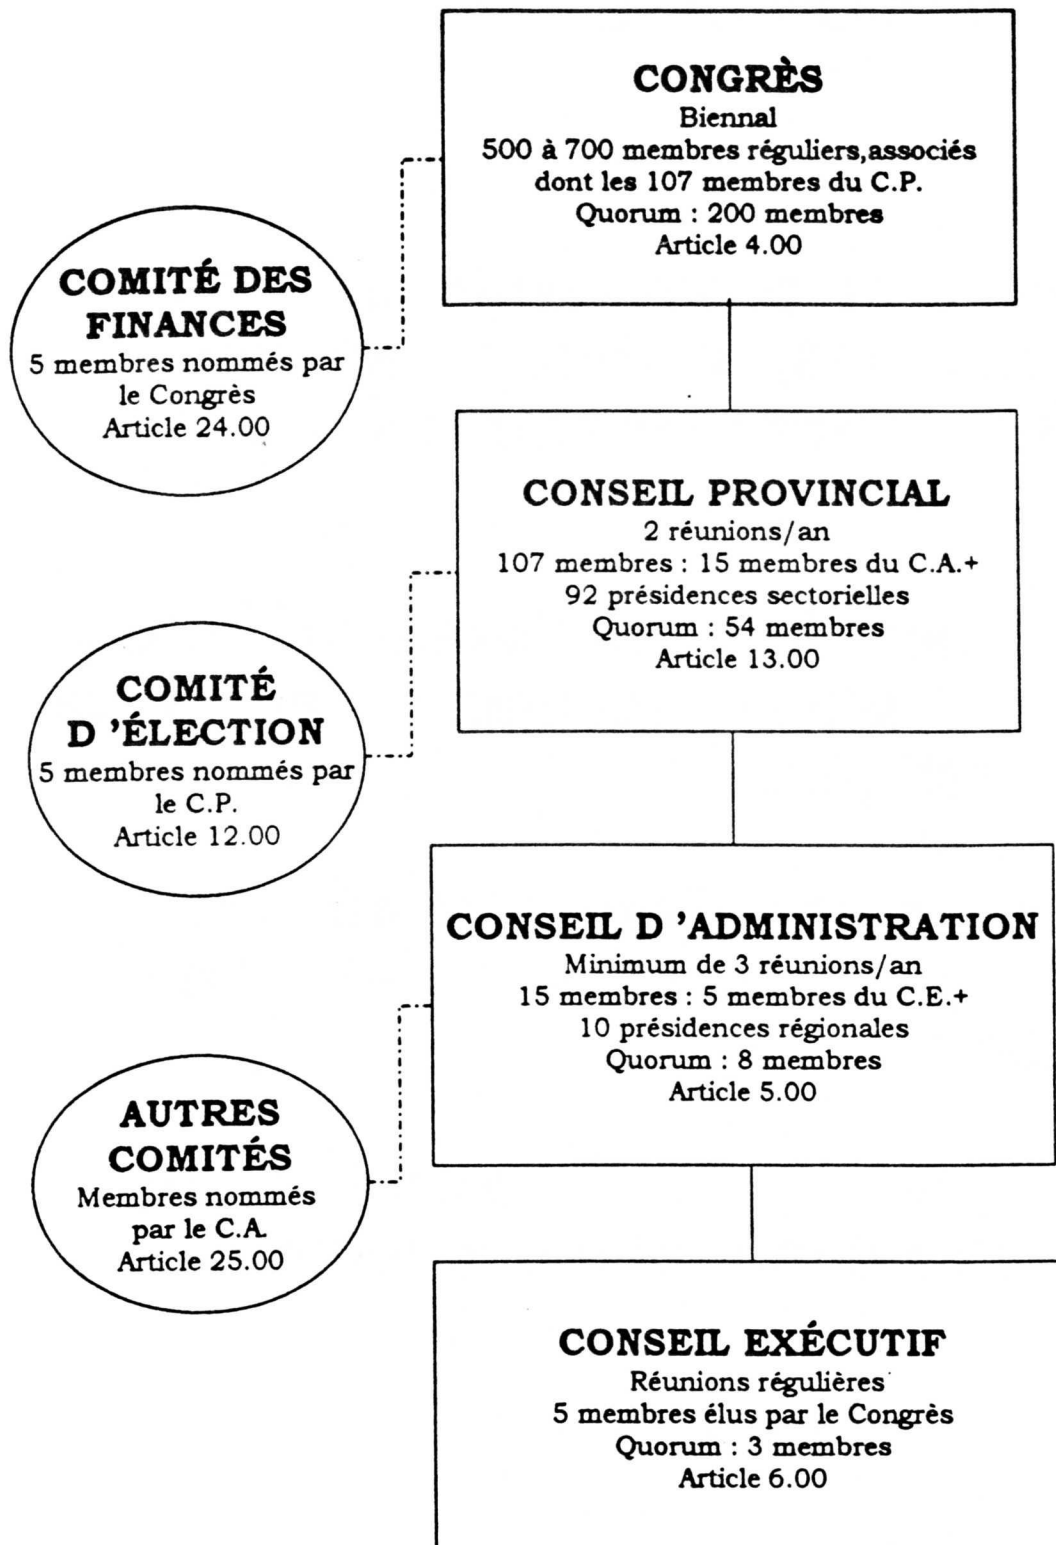 CONGRÈS
Biennal
500 à 700 membres réguliers,associés
dont les 107 membres du C.P.
Quorum : 200 membres
Article 4.00
COMITÉ DES
FINANCES
5 membres nommés par
le Congrès
Article 24.00
CONSEIL PROVINCIAL
2 réunions/an
107 membres : 15 membres du C.A.+
92 présidences sectorielles
Quorum : 54 membres
Article 13.00
COMITÉ
D 'ÉLECTION
5 membres nommés par
le C.P.
Article 12.00
CONSEIL D 'ADMINISTRATION
Minimum de 3 réunions/an
15 membres : 5 membres du C.E.+
10 présidences régionales
Quorum : 8 membres
Article 5.00
AUTRES
COMITÉS
Membres nommés
par le C.A.
Article 25.00
CONSEIL EXÉCUTIF
Réunions régulières
5 membres élus par le Congrès
Quorum : 3 membres
Article 6.00